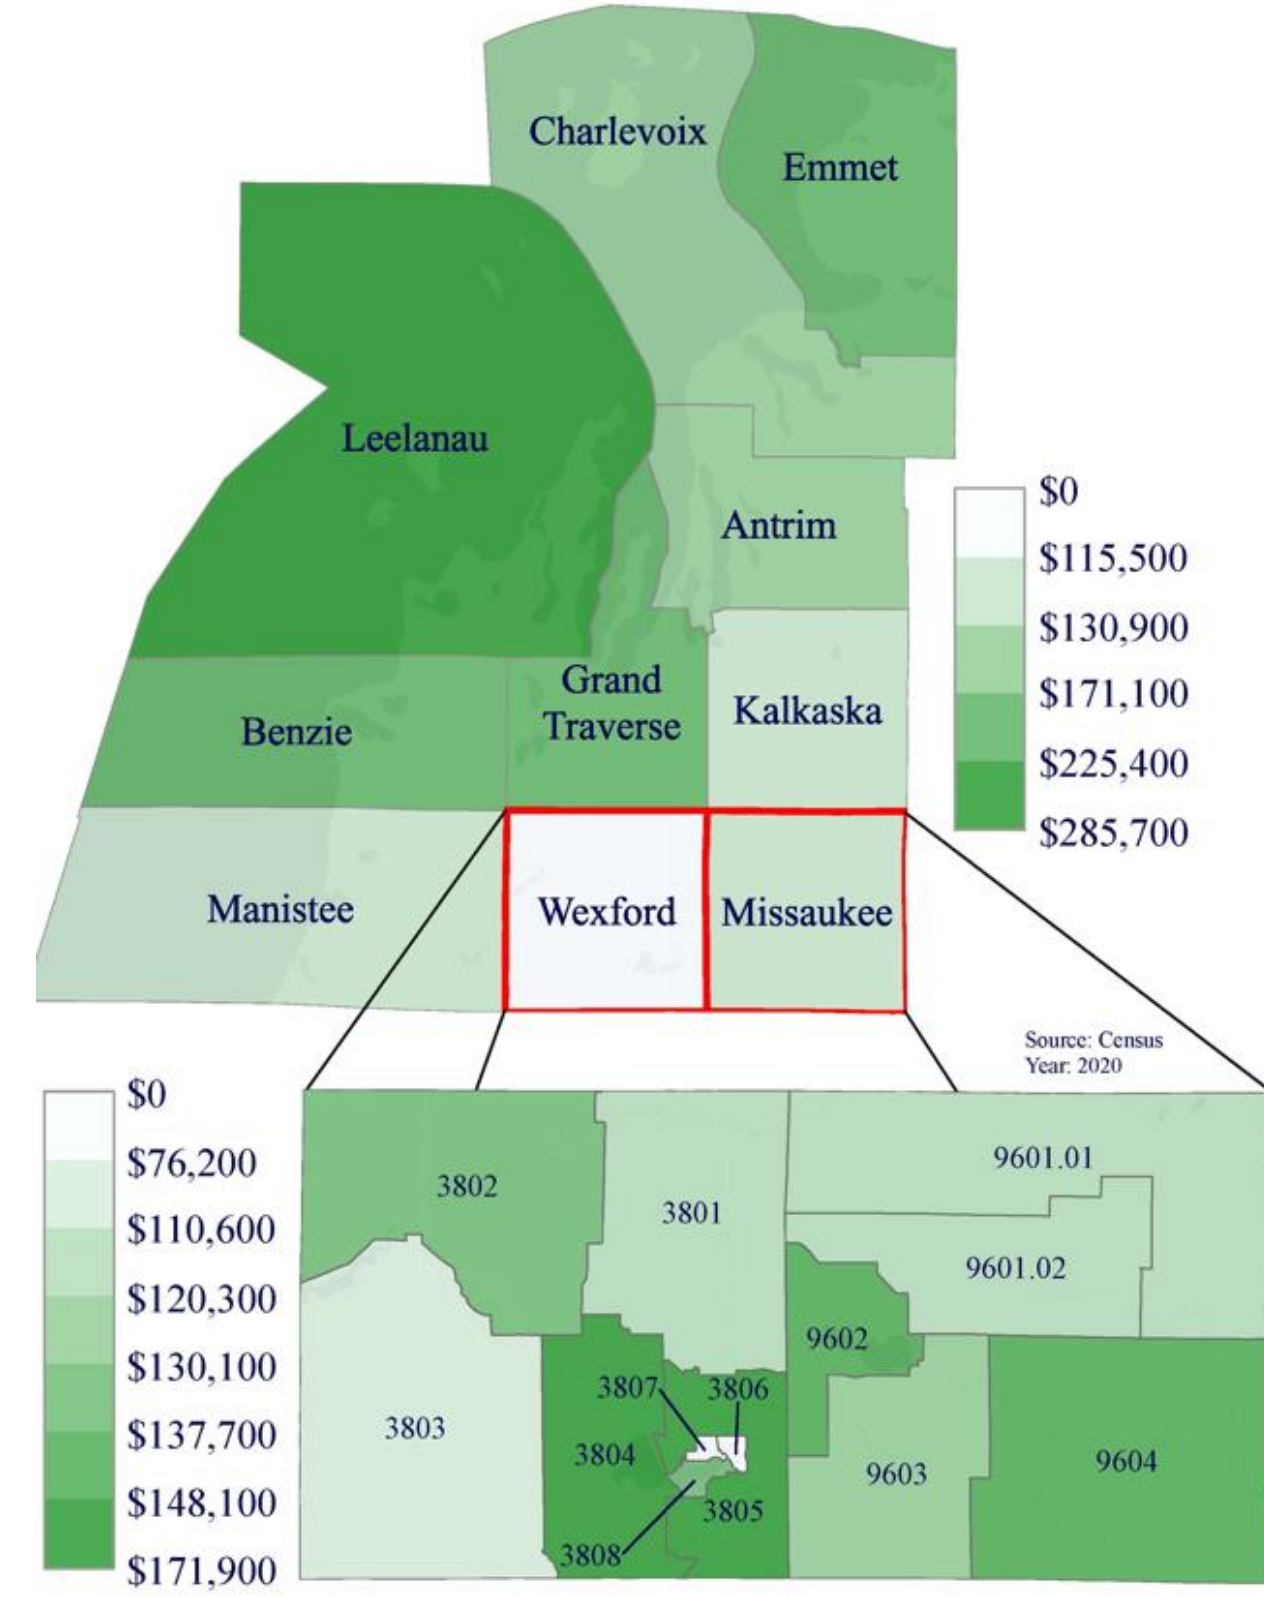 Charlevoix
Emmet
Leelanau
Antrim
Grand
Traverse
Kalkaska
Benzie
Manistee
Wexford
Missaukee
$0
$115,500
$130,900
$171,100
$225,400
$285,700
Source: Census
Year: 2020
$0
$76,200
$110,600
$120,300
$130,100
$137,700
$148,100
$171,900
3802
3801
9601.01
9601.02
9602
3807
3806
3803
3804
9603
9604
3805
3808